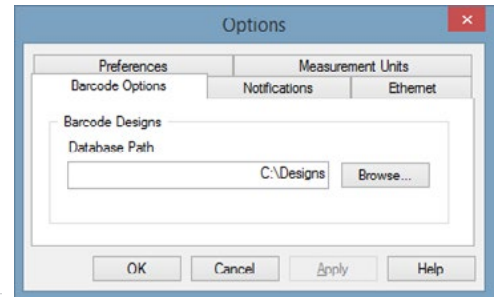 Options
Preferences Measurement Units
Barcode Options Notifications Ethernet
Barcode Designs
Database Path
C:\Designs Browse...
OK Cancel Apply Help